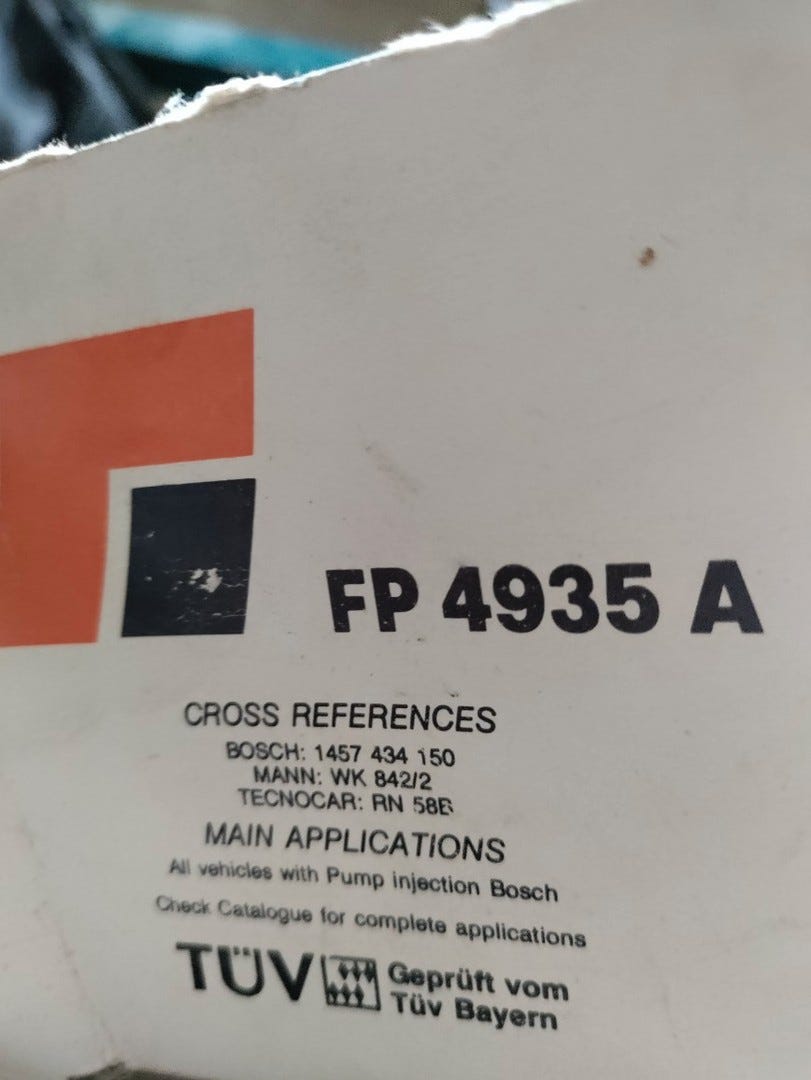 FP 4935 A
CROSS REFERENCES
BOSCH: 1457 434 150
MANN: WK 842/2
TECNOCAR: RN 58B
MAIN APPLICATIONS
All vehicles with Pump injection Bosch
Check Catalogue for complete applications
TÜV Geprüft vom
Tüv Bayern